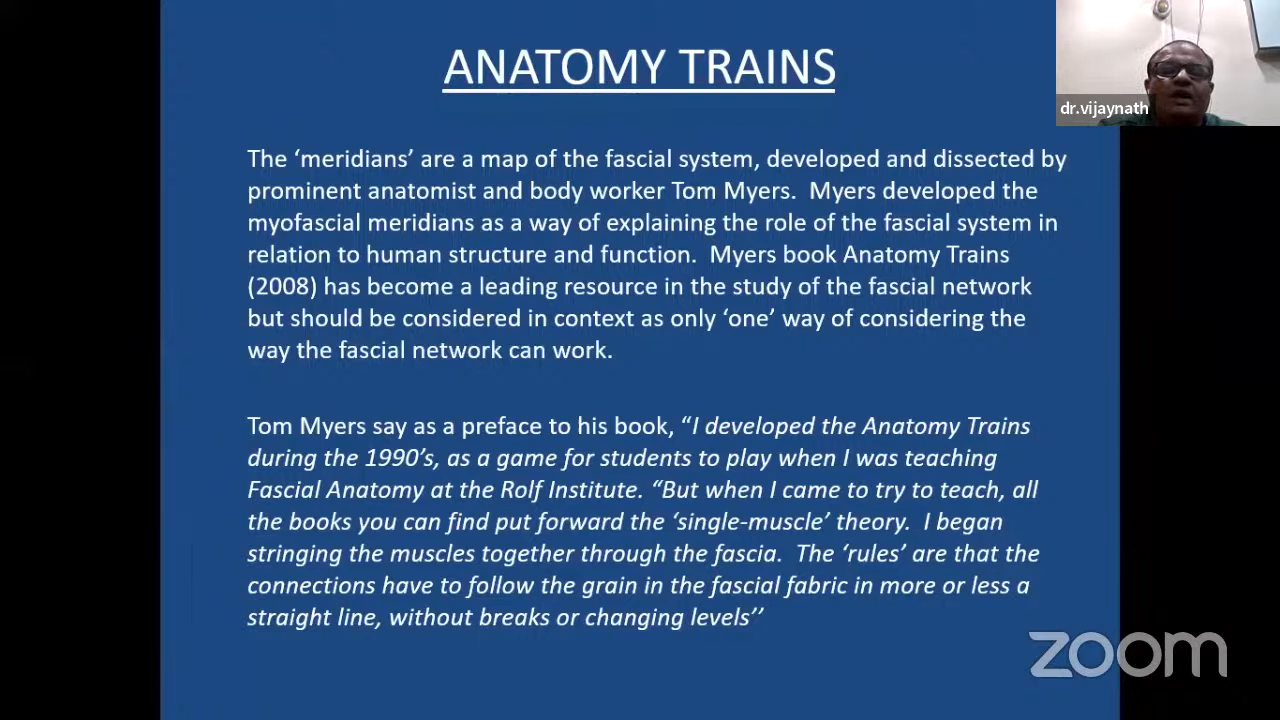 ANATOMY TRAINS
dr.vijaynath
The ‘meridians’ are a map of the fascial system, developed and dissected by
prominent anatomist and body worker Tom Myers.  Myers developed the
myofascial meridians as a way of explaining the role of the fascial system in
relation to human structure and function.  Myers book Anatomy Trains
(2008) has become a leading resource in the study of the fascial network
but should be considered in context as only ‘one’ way of considering the
way the fascial network can work.
Tom Myers say as a preface to his book, “I developed the Anatomy Trains
during the 1990’s, as a game for students to play when I was teaching
Fascial Anatomy at the Rolf Institute. “But when I came to try to teach, all
the books you can find put forward the ‘single-muscle’ theory.  I began
stringing the muscles together through the fascia.  The ‘rules’ are that the
connections have to follow the grain in the fascial fabric in more or less a
straight line, without breaks or changing levels’’
zoom